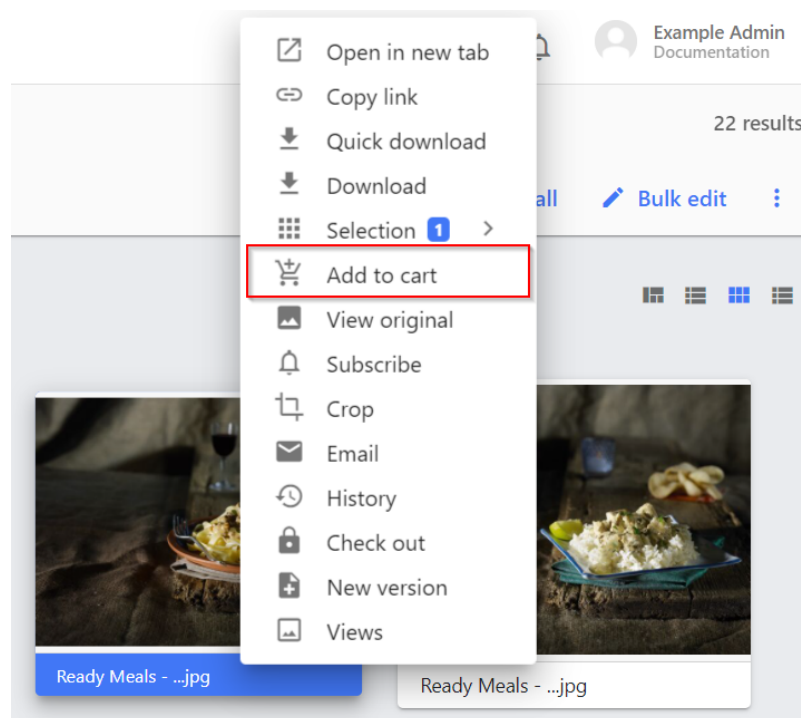 Example Admin
Documentation
22 results
all
Bulk edit
Open in new tab
Copy link
Quick download
Download
Selection 1
Add to cart
View original
Subscribe
Crop
Email
History
Check out
New version
Views
Ready Meals - ...jpg
Ready Meals - ...jpg